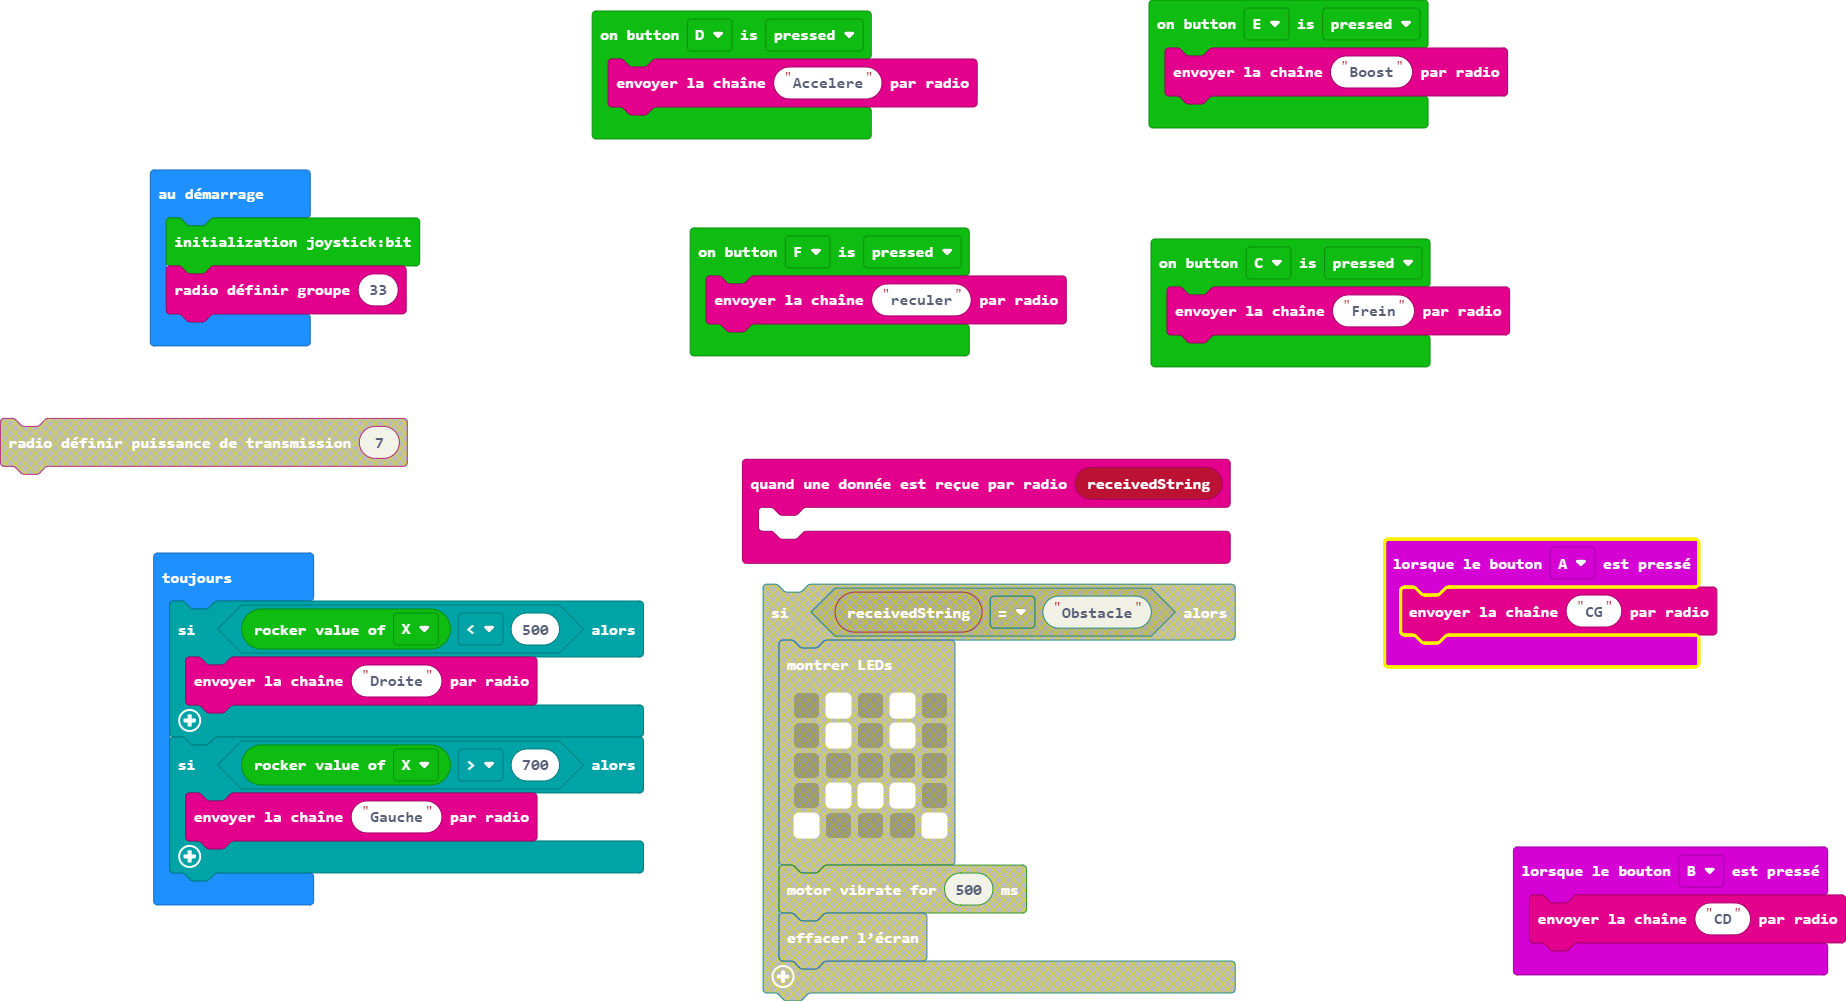 on button D is pressed
envoyer la chaîne "Accelere" par radio
on button E is pressed
envoyer la chaîne "Boost" par radio
au démarrage
initialization joystick:bit
radio définir groupe 33
on button F is pressed
envoyer la chaîne "reculer" par radio
on button C is pressed
envoyer la chaîne "Frein" par radio
radio définir puissance de transmission 7
quand une donnée est reçue par radio receivedString
toujours
si rocker value of X < 500 alors
envoyer la chaîne "Droite" par radio
si rocker value of X > 700 alors
envoyer la chaîne "Gauche" par radio
si receivedString = "Obstacle" alors
montrer LEDs
motor vibrate for 500 ms
effacer l'écran
lorsque le bouton A est pressé
envoyer la chaîne "CG" par radio
lorsque le bouton B est pressé
envoyer la chaîne "CD" par radio